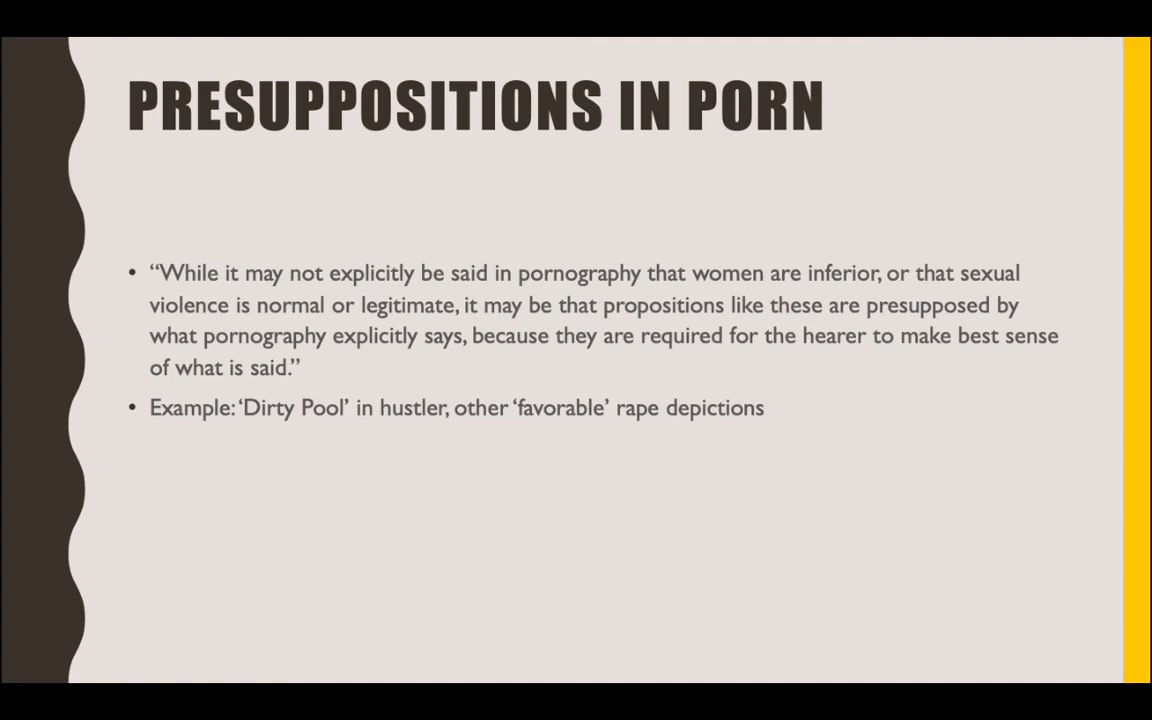 PRESUPPOSITIONS IN PORN
• “While it may not explicitly be said in pornography that women are inferior, or that sexual
violence is normal or legitimate, it may be that propositions like these are presupposed by
what pornography explicitly says, because they are required for the hearer to make best sense
of what is said.”
• Example: ‘Dirty Pool’ in hustler, other ‘favorable’ rape depictions